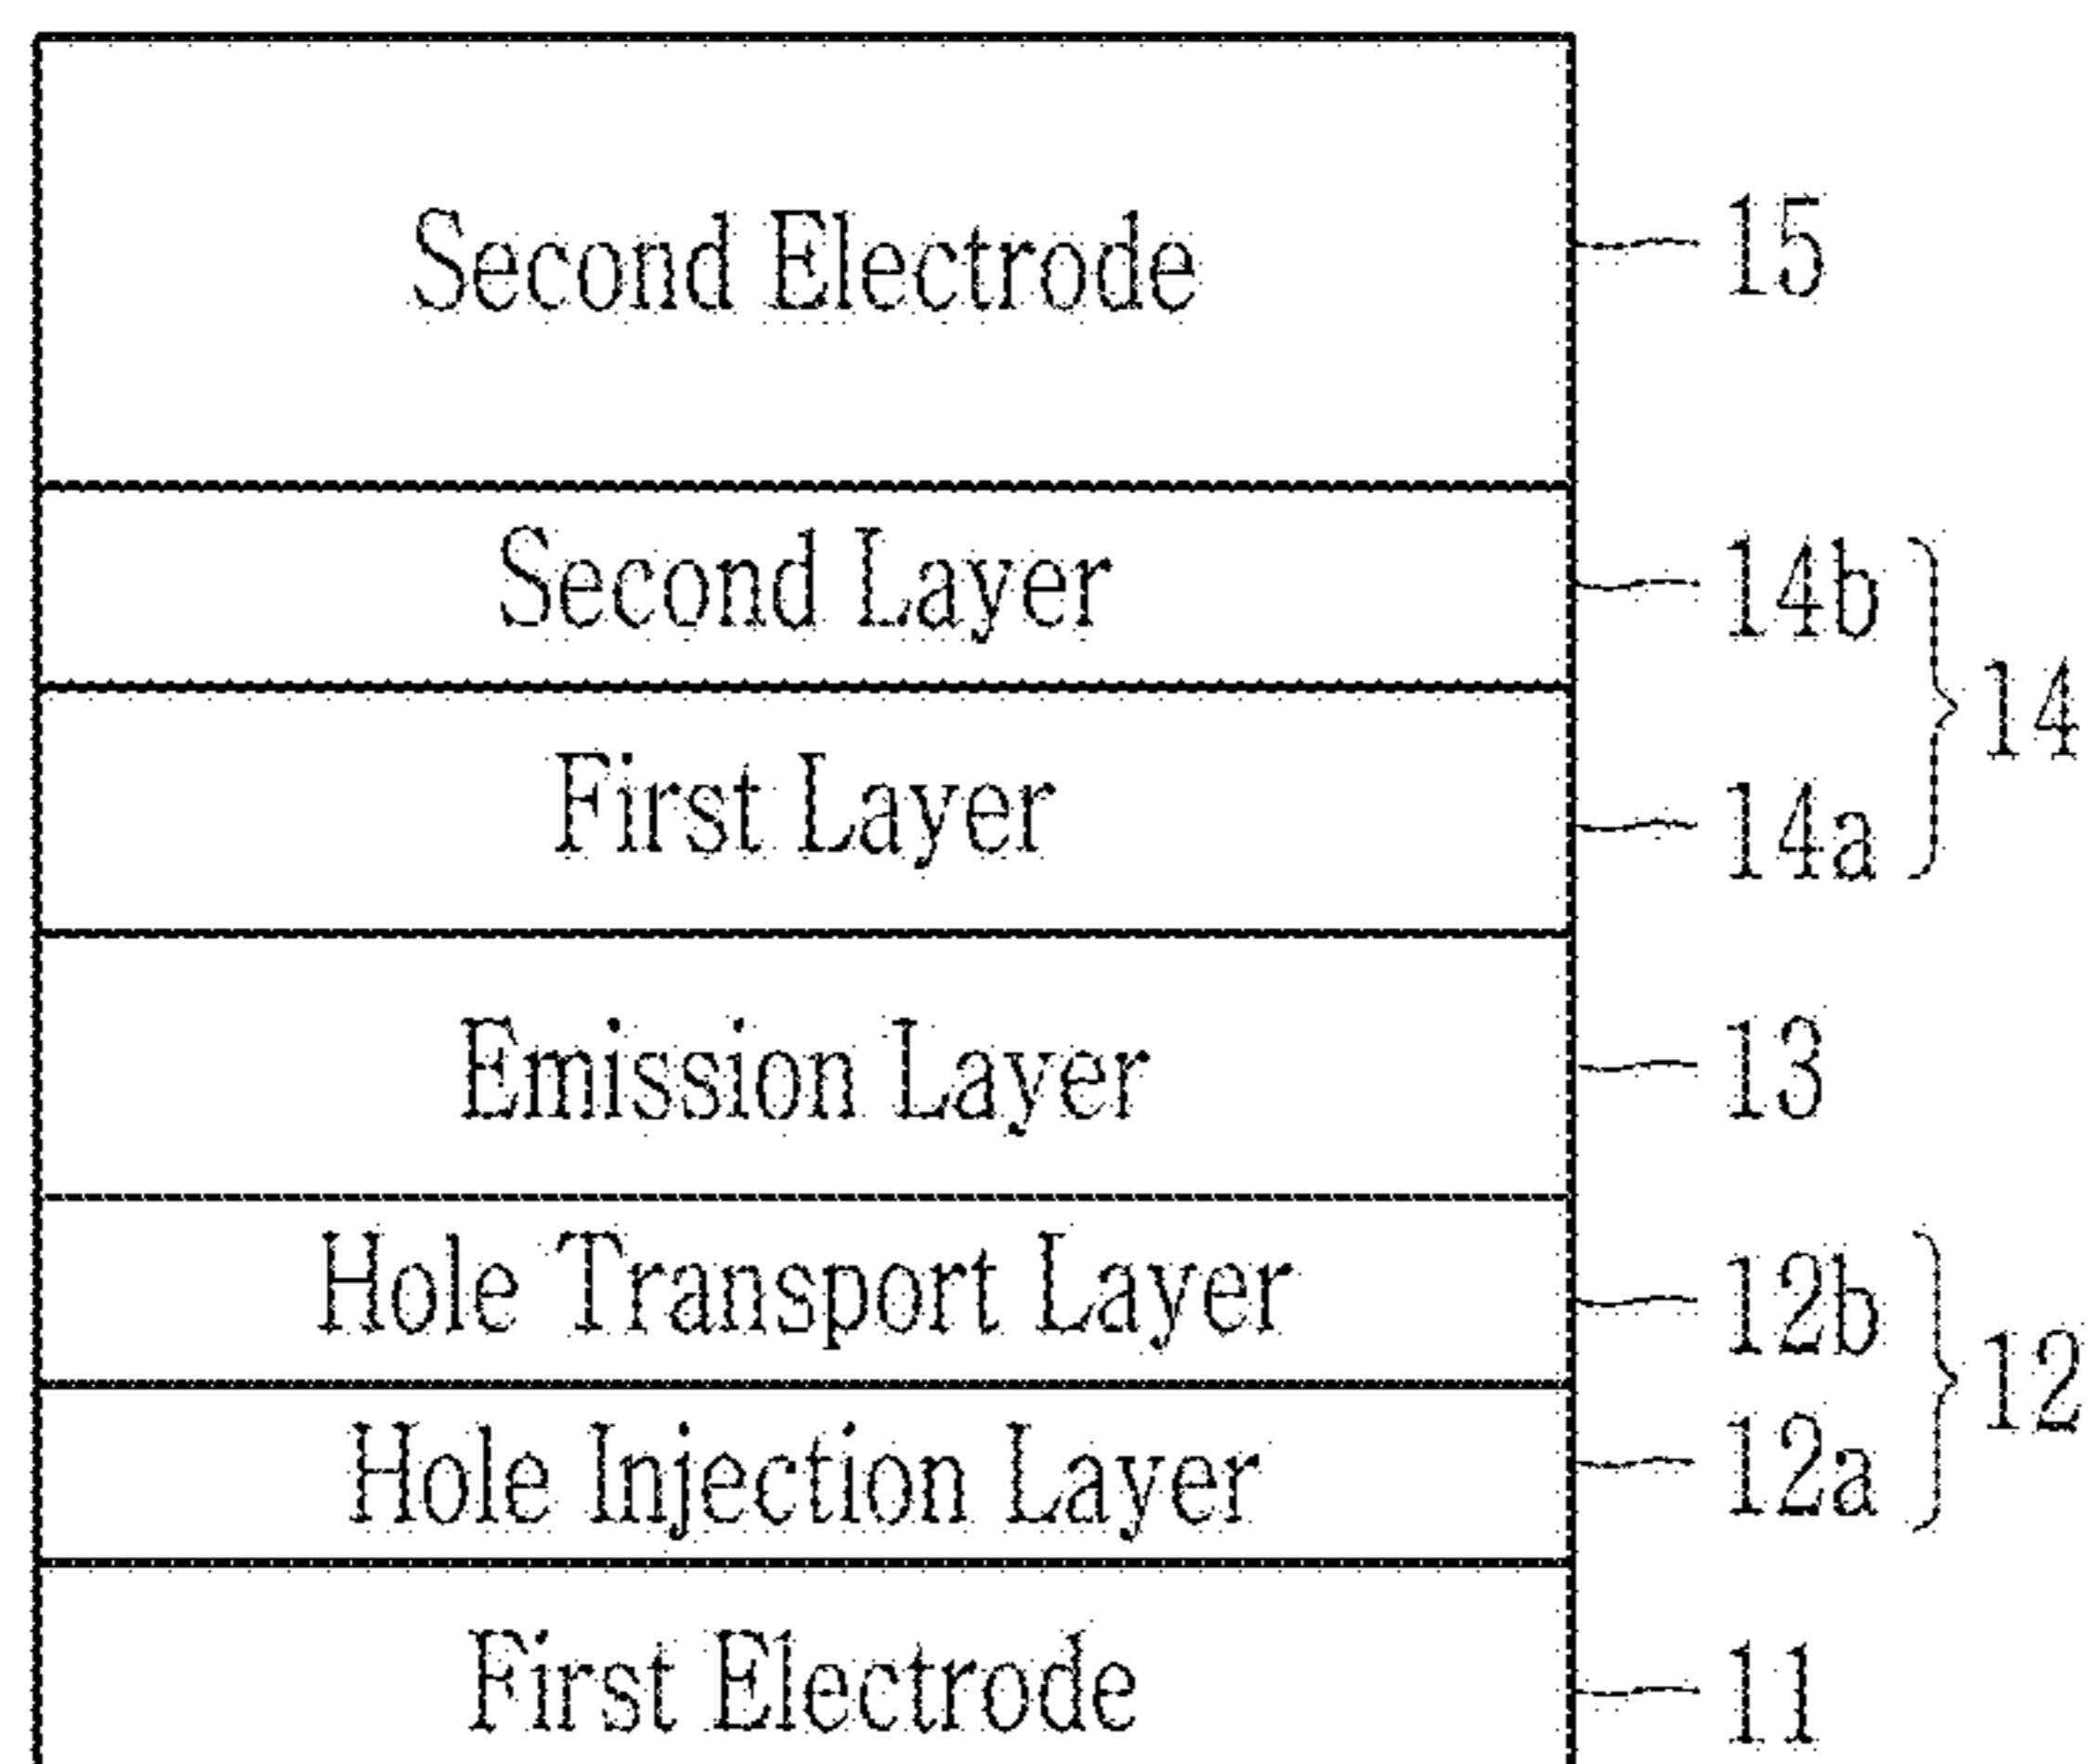 Second Electrode 15
Second Layer 14b
14
First Layer 14a
Emission Layer 13
Hole Transport Layer 12b
12
Hole Injection Layer 12a
First Electrode 11